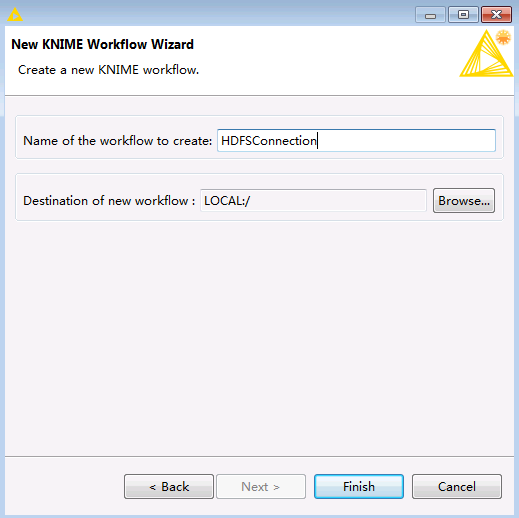 New KNIME Workflow Wizard
Create a new KNIME workflow.
Name of the workflow to create: HDFSConnection
Destination of new workflow : LOCAL:/ Browse...
< Back Next > Finish Cancel